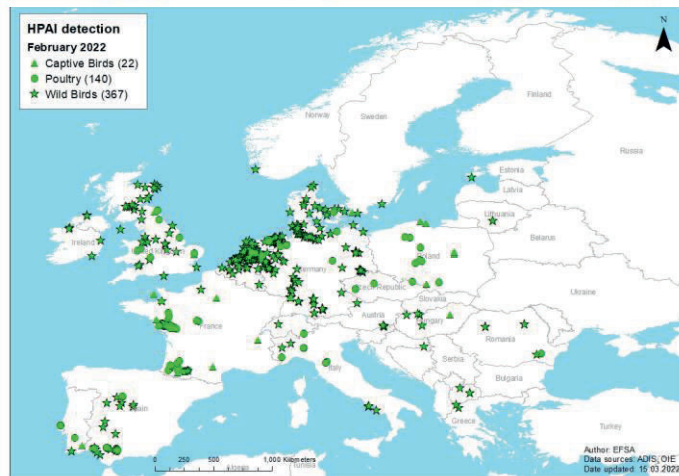 HPAI detection
February 2022
Captive Birds (22)
Poultry (140)
Wild Birds (367)
N
Finland
Norway
Sweden
Russia
Estonia
Latvia
Lithuania
Ireland
Belarus
Poland
Germany
Ukraine
Slovakia
Austria
Hungary
France
Romania
Serbia
Italy
Bulgaria
Spain
Greece
Turkey
0 250 500 1,000 Kilometers
Tunisia
Author: EFSA
Data sources: ADIS, OIE
Date updated: 15.03.2022